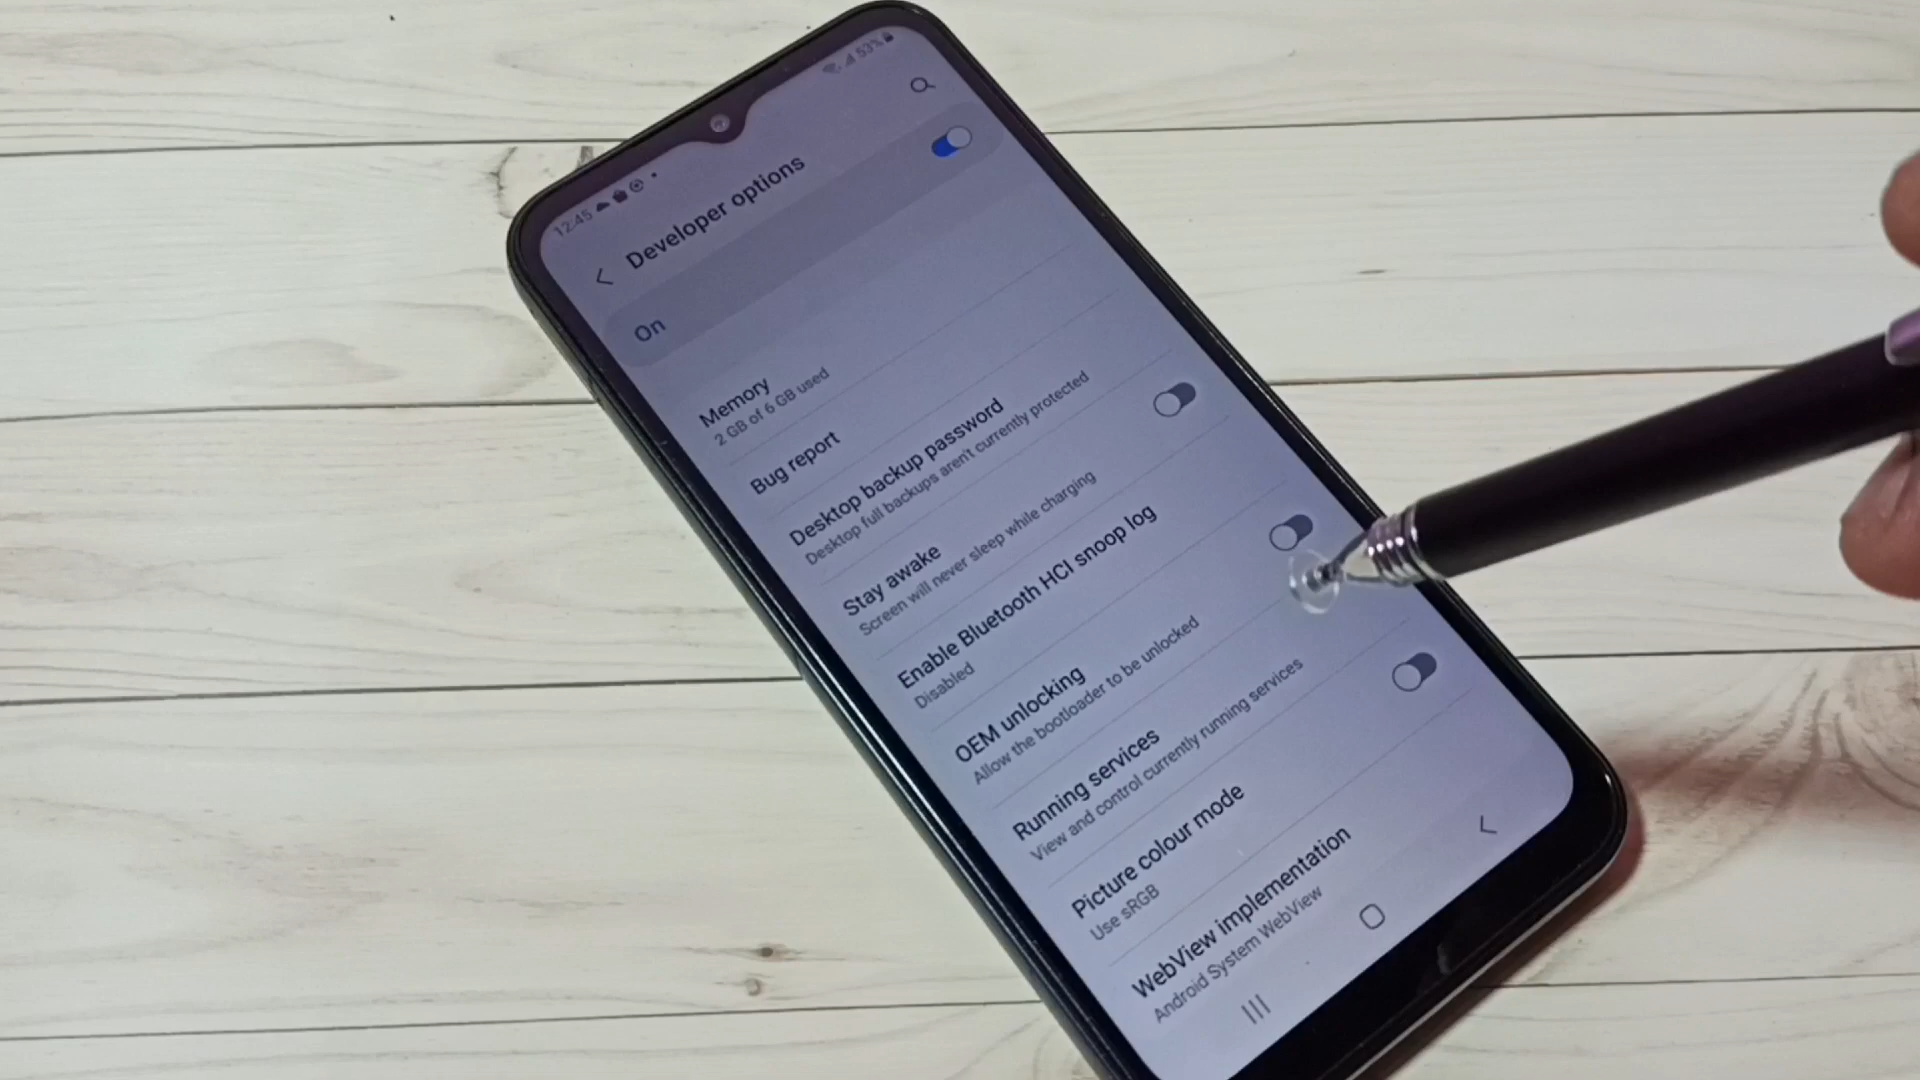 12:45
53%
Developer options
On
Memory
2 GB of 6 GB used
Bug report
Desktop backup password
Desktop full backups aren't currently protected
Stay awake
Screen will never sleep while charging
Enable Bluetooth HCI snoop log
Disabled
OEM unlocking
Allow the bootloader to be unlocked
Running services
View and control currently running services
Picture colour mode
Use sRGB
WebView implementation
Android System WebView